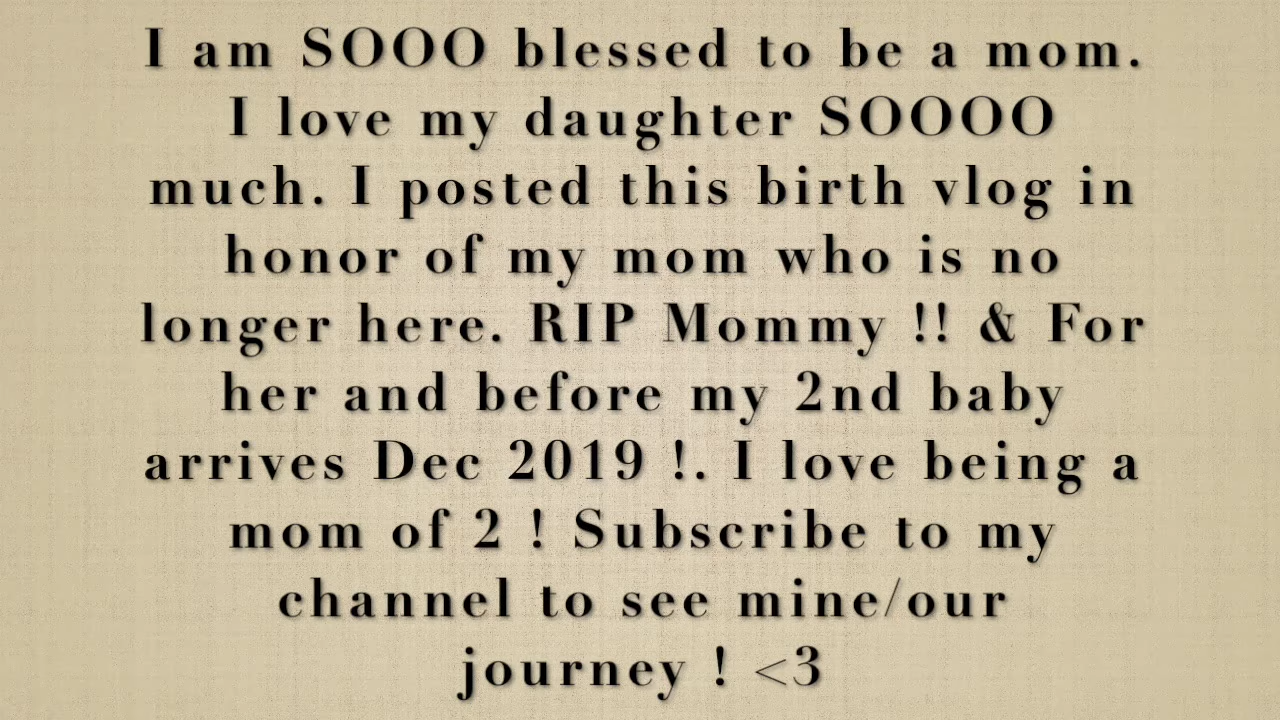 I am SOOO blessed to be a mom.
I love my daughter SOOOO
much. I posted this birth vlog in
honor of my mom who is no
longer here. RIP Mommy !! & For
her and before my 2nd baby
arrives Dec 2019 !. I love being a
mom of 2 ! Subscribe to my
channel to see mine/our
journey ! <3